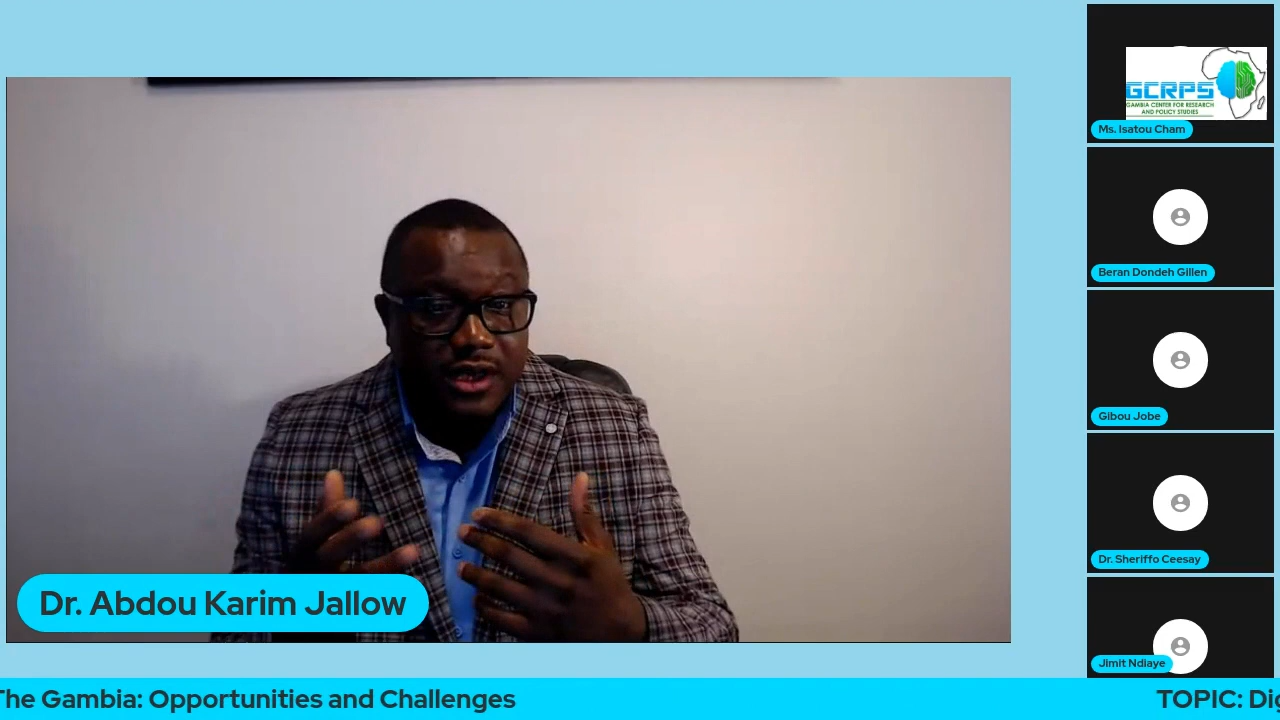 GCRPS
GAMBIA CENTER FOR RESEARCH
AND POLICY STUDIES
Ms. Isatou Cham
Beran Dondeh Gillen
Gibou Jobe
Dr. Sheriffo Ceesay
Jimit Ndiaye
Dr. Abdou Karim Jallow
The Gambia: Opportunities and Challenges
TOPIC: Dig